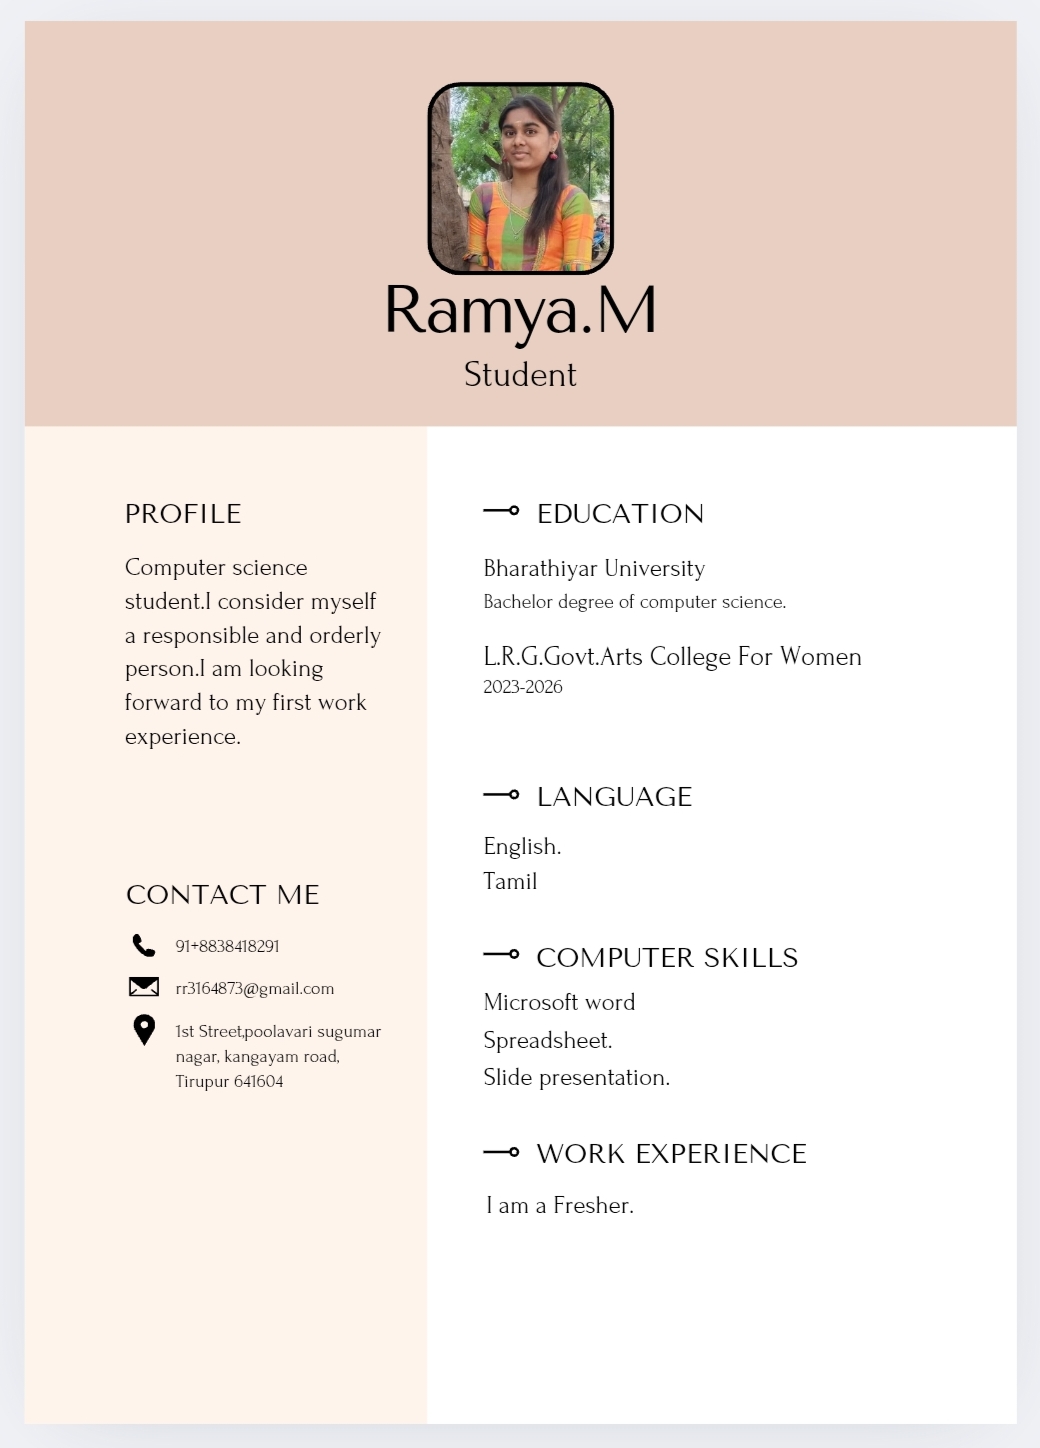 Ramya.M
Student
PROFILE
Computer science
student.I consider myself
a responsible and orderly
person.I am looking
forward to my first work
experience.
CONTACT ME
91+8838418291
rr3164873@gmail.com
1st Street,poolavari sugumar
nagar, kangayam road,
Tirupur 641604
EDUCATION
Bharathiyar University
Bachelor degree of computer science.
L.R.G.Govt.Arts College For Women
2023-2026
LANGUAGE
English.
Tamil
COMPUTER SKILLS
Microsoft word
Spreadsheet.
Slide presentation.
WORK EXPERIENCE
I am a Fresher.